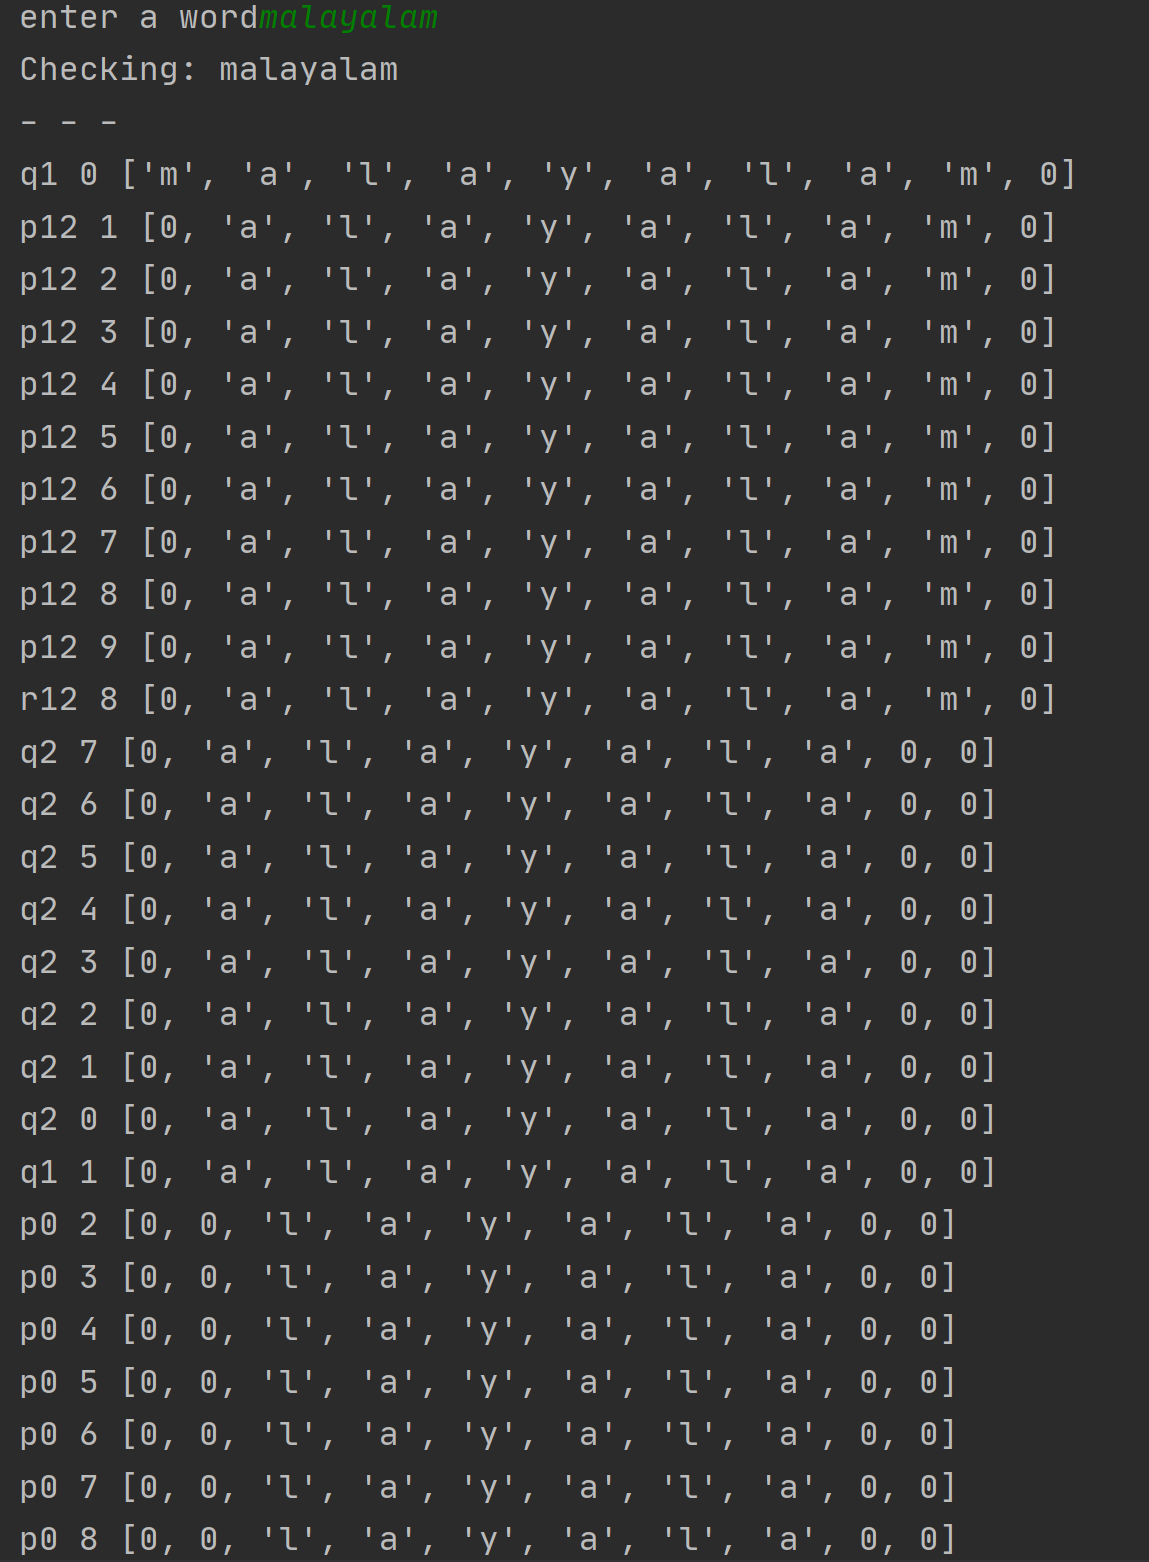 enter a wordmalayalam
Checking: malayalam
- - -
q1 0 ['m', 'a', 'l', 'a', 'y', 'a', 'l', 'a', 'm', 0]
p12 1 [0, 'a', 'l', 'a', 'y', 'a', 'l', 'a', 'm', 0]
p12 2 [0, 'a', 'l', 'a', 'y', 'a', 'l', 'a', 'm', 0]
p12 3 [0, 'a', 'l', 'a', 'y', 'a', 'l', 'a', 'm', 0]
p12 4 [0, 'a', 'l', 'a', 'y', 'a', 'l', 'a', 'm', 0]
p12 5 [0, 'a', 'l', 'a', 'y', 'a', 'l', 'a', 'm', 0]
p12 6 [0, 'a', 'l', 'a', 'y', 'a', 'l', 'a', 'm', 0]
p12 7 [0, 'a', 'l', 'a', 'y', 'a', 'l', 'a', 'm', 0]
p12 8 [0, 'a', 'l', 'a', 'y', 'a', 'l', 'a', 'm', 0]
p12 9 [0, 'a', 'l', 'a', 'y', 'a', 'l', 'a', 'm', 0]
r12 8 [0, 'a', 'l', 'a', 'y', 'a', 'l', 'a', 'm', 0]
q2 7 [0, 'a', 'l', 'a', 'y', 'a', 'l', 'a', 0, 0]
q2 6 [0, 'a', 'l', 'a', 'y', 'a', 'l', 'a', 0, 0]
q2 5 [0, 'a', 'l', 'a', 'y', 'a', 'l', 'a', 0, 0]
q2 4 [0, 'a', 'l', 'a', 'y', 'a', 'l', 'a', 0, 0]
q2 3 [0, 'a', 'l', 'a', 'y', 'a', 'l', 'a', 0, 0]
q2 2 [0, 'a', 'l', 'a', 'y', 'a', 'l', 'a', 0, 0]
q2 1 [0, 'a', 'l', 'a', 'y', 'a', 'l', 'a', 0, 0]
q2 0 [0, 'a', 'l', 'a', 'y', 'a', 'l', 'a', 0, 0]
q1 1 [0, 'a', 'l', 'a', 'y', 'a', 'l', 'a', 0, 0]
p0 2 [0, 0, 'l', 'a', 'y', 'a', 'l', 'a', 0, 0]
p0 3 [0, 0, 'l', 'a', 'y', 'a', 'l', 'a', 0, 0]
p0 4 [0, 0, 'l', 'a', 'y', 'a', 'l', 'a', 0, 0]
p0 5 [0, 0, 'l', 'a', 'y', 'a', 'l', 'a', 0, 0]
p0 6 [0, 0, 'l', 'a', 'y', 'a', 'l', 'a', 0, 0]
p0 7 [0, 0, 'l', 'a', 'y', 'a', 'l', 'a', 0, 0]
p0 8 [0, 0, 'l', 'a', 'y', 'a', 'l', 'a', 0, 0]